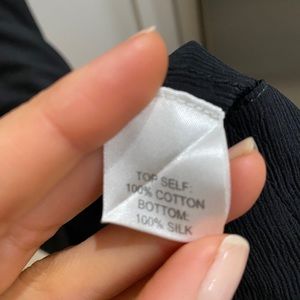 TOP SELF:
100% COTTON
BOTTOM:
100% SILK